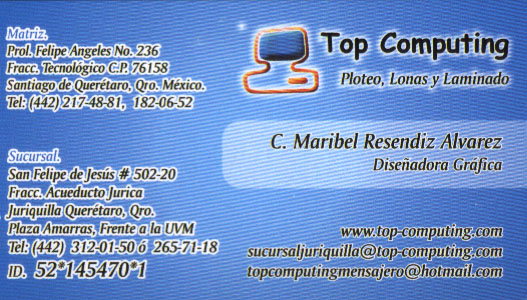 Matriz.
Prol. Felipe Angeles No. 236
Fracc. Tecnológico C.P. 76158
Santiago de Querétaro, Qro. México.
Tel: (442) 217-48-81, 182-06-52
Sucursal.
San Felipe de Jesús # 502-20
Fracc. Acueducto Jurica
Juriquilla Querétaro, Qro.
Plaza Amarras, Frente a la UVM
Tel: (442) 312-01-50 ó 265-71-18
ID. 52*145470*1
Top Computing
Ploteo, Lonas y Laminado
C. Maribel Resendiz Alvarez
Diseñadora Gráfica
www.top-computing.com
sucursaljuriquilla@top-computing.com
topcomputingmensajero@hotmail.com